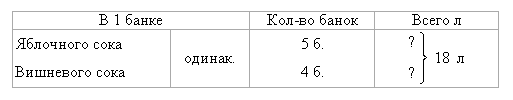 В 1 банке Кол-во банок Всего л
Яблочного сока 5 б. ?
одинак. 18 л
Вишневого сока 4 б. ?